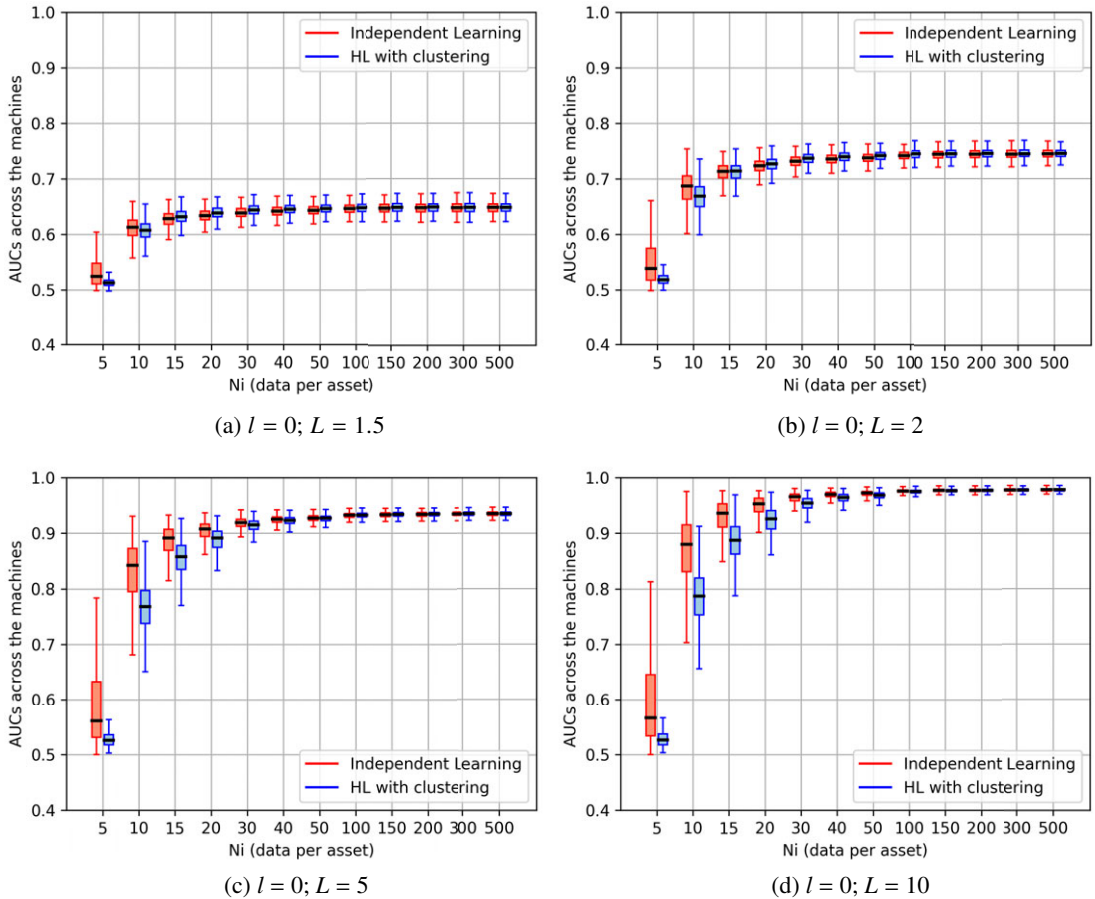 1.0
0.9
0.8
0.7
0.6
0.5
0.4
AUCs across the machines
Independent Learning
HL with clustering
5 10 15 20 30 40 50 100 150 200 300 500
Ni (data per asset)
(a) l = 0; L = 1.5
1.0
0.9
0.8
0.7
0.6
0.5
0.4
AUCs across the machines
Independent Learning
HL with clustering
5 10 15 20 30 40 50 100 150 200 300 500
Ni (data per asset)
(b) l = 0; L = 2
1.0
0.9
0.8
0.7
0.6
0.5
0.4
AUCs across the machines
Independent Learning
HL with clustering
5 10 15 20 30 40 50 100 150 200 300 500
Ni (data per asset)
(c) l = 0; L = 5
1.0
0.9
0.8
0.7
0.6
0.5
0.4
AUCs across the machines
Independent Learning
HL with clustering
5 10 15 20 30 40 50 100 150 200 300 500
Ni (data per asset)
(d) l = 0; L = 10